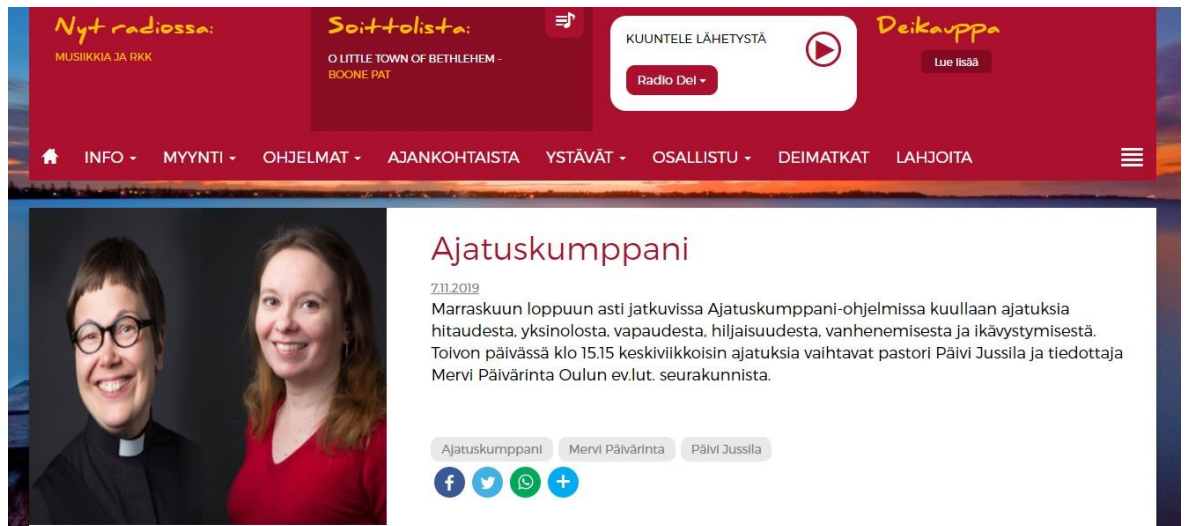 Nyt radiossa:
MUSIIKKIA JA RKK
Soittolista:
O LITTLE TOWN OF BETHLEHEM -
BOONE PAT
KUUNTELE LÄHETYSTÄ
Radio Dei
Deikauppa
Lue lisää
INFO MYYNTI OHJELMAT AJANKOHTAISTA YSTÄVÄT OSALLISTU DEIMATKAT LAHJOITA
Ajatuskumppani
7.11.2019
Marraskuun loppuun asti jatkuvissa Ajatuskumppani-ohjelmissa kuullaan ajatuksia
hitaudesta, yksinolosta, vapaudesta, hiljaisuudesta, vanhenemisesta ja ikävystymisestä.
Toivon päivässä klo 15.15 keskiviikkoisin ajatuksia vaihtavat pastori Päivi Jussila ja tiedottaja
Mervi Päivärinta Oulun ev.lut. seurakunnista.
Ajatuskumppani Mervi Päivärinta Päivi Jussila